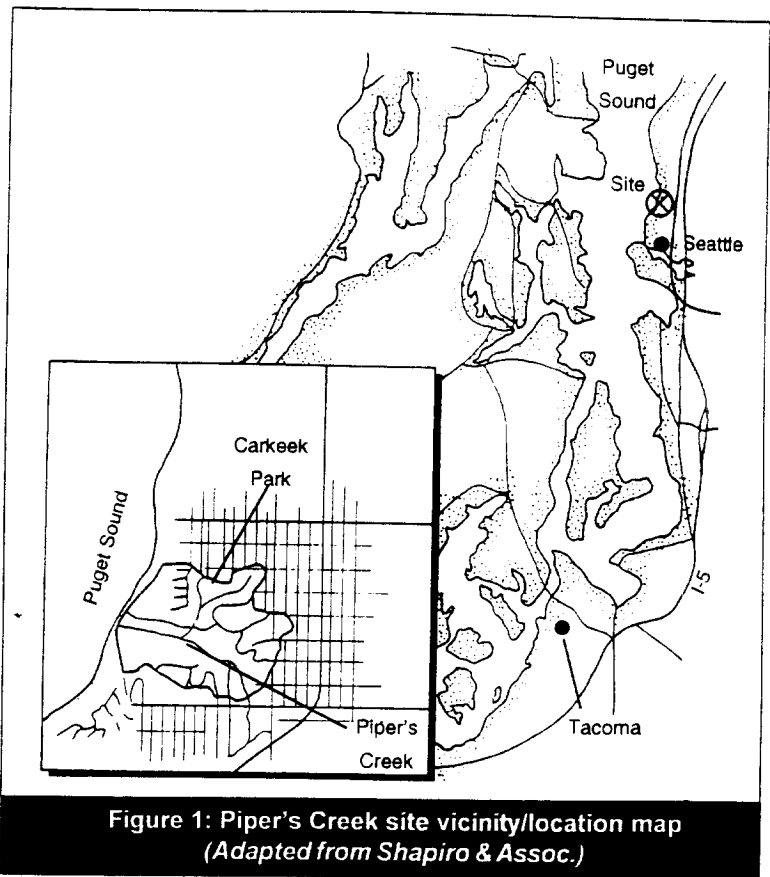 Puget
Sound
Site
Seattle
Carkeek
Park
Puget Sound
I-5
Piper's
Creek
Tacoma
Figure 1: Piper's Creek site vicinity/location map
(Adapted from Shapiro & Assoc.)